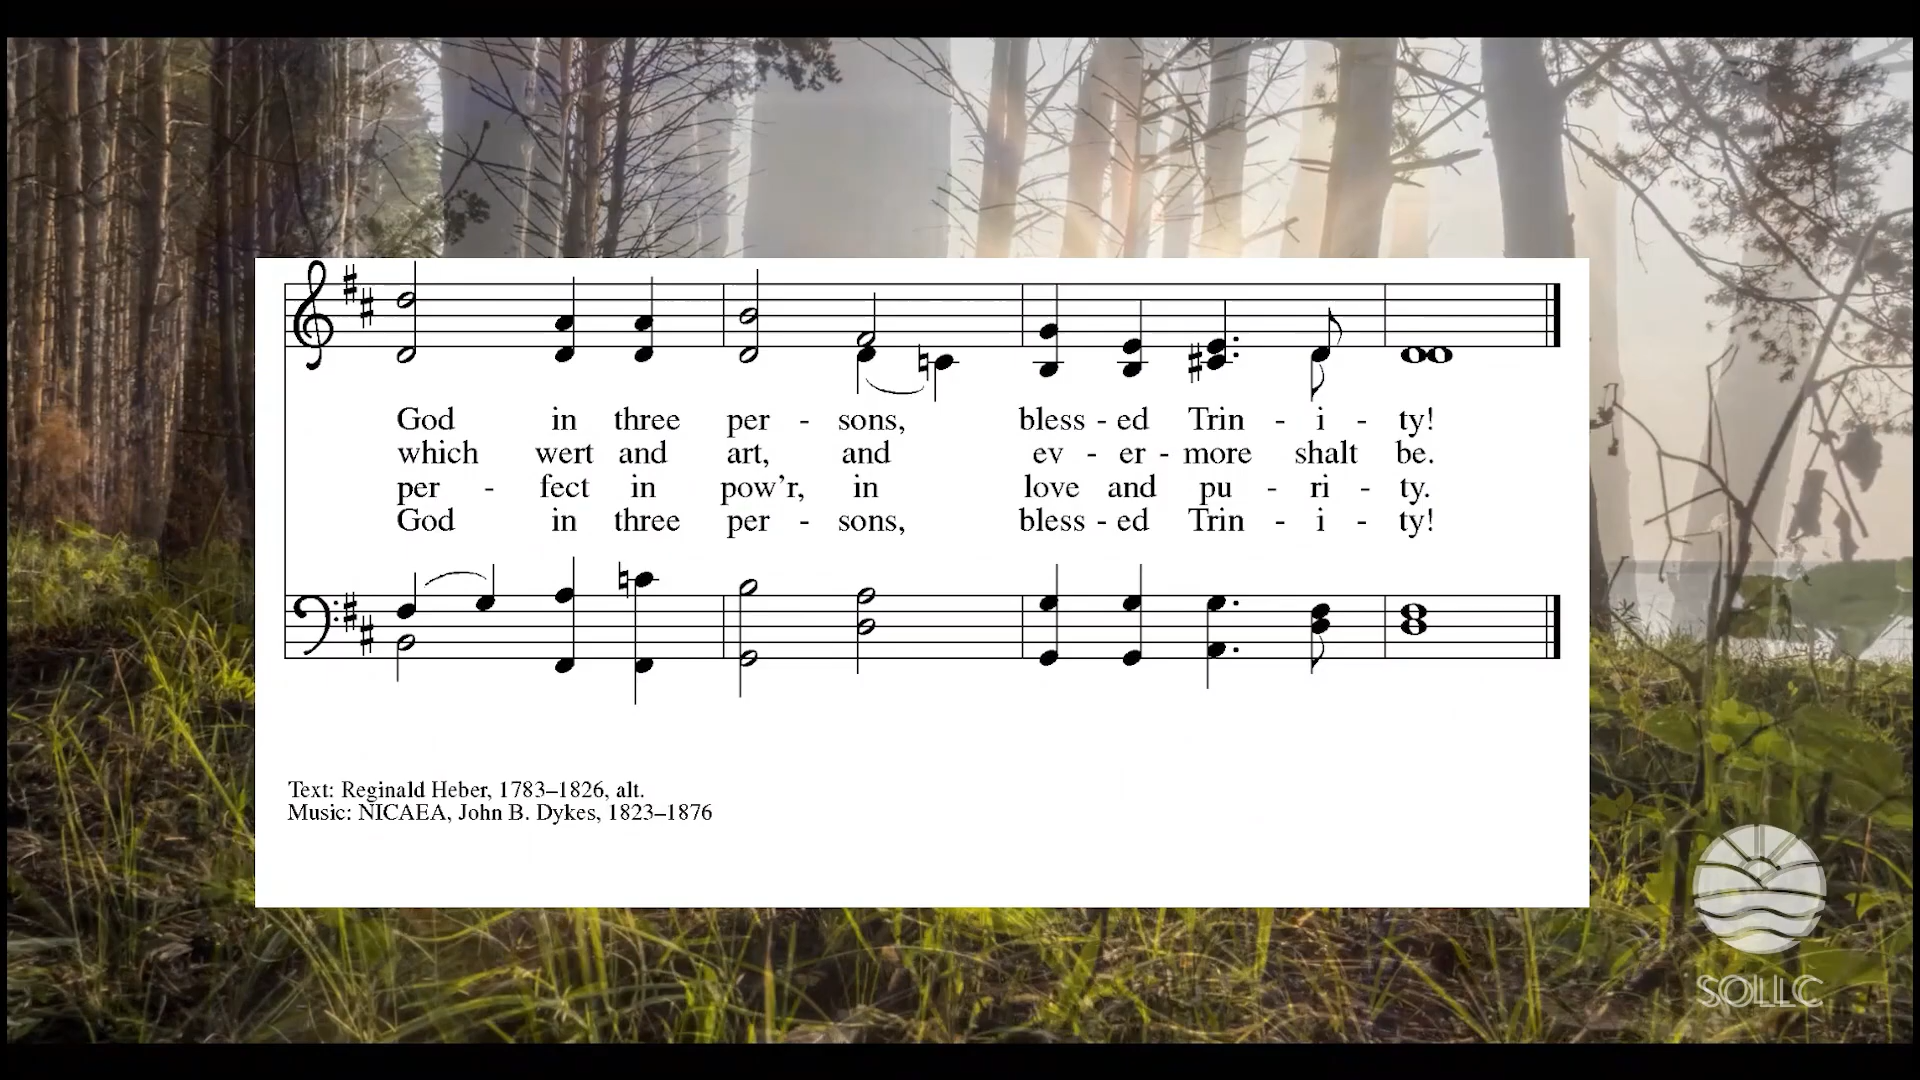 God in three per - sons, bless - ed Trin - i - ty!
which wert and art, and ev - er - more shalt be.
per - fect in pow'r, in love and pu - ri - ty.
God in three per - sons, bless - ed Trin - i - ty!
Text: Reginald Heber, 1783–1826, alt.
Music: NICAEA, John B. Dykes, 1823–1876
SOLLC